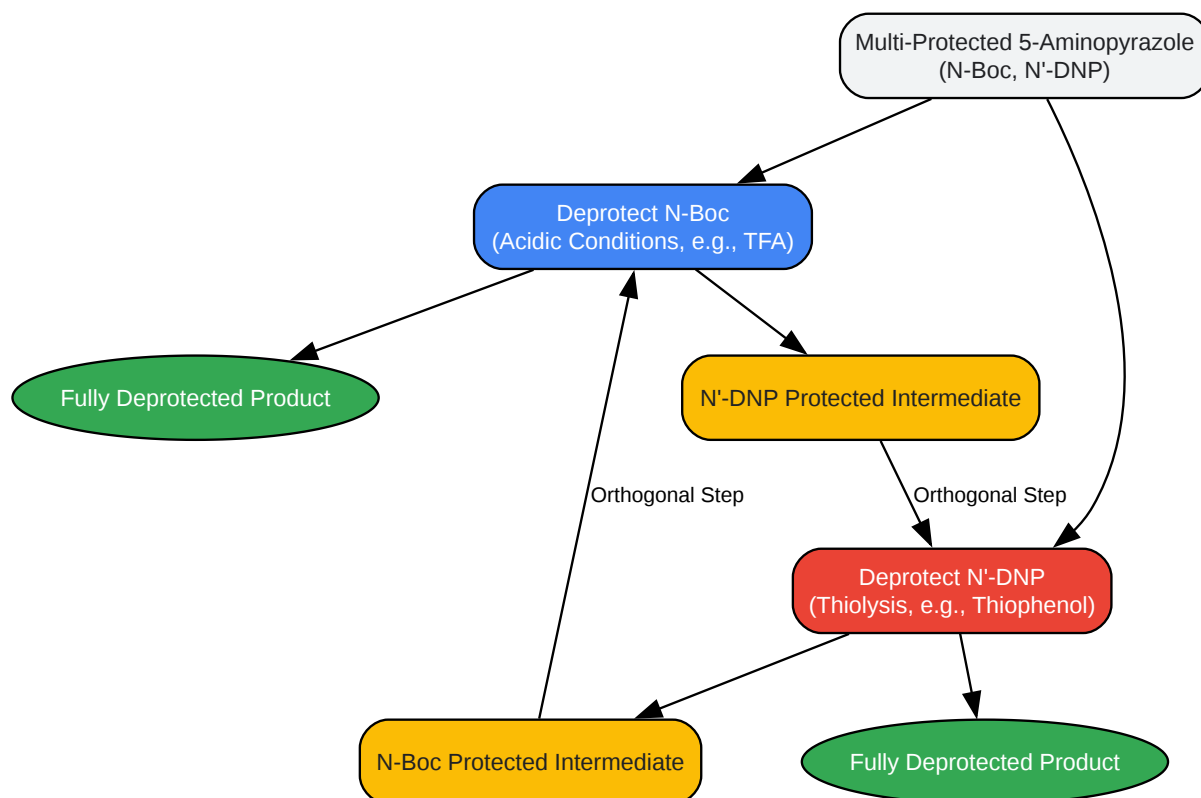 Multi-Protected 5-Aminopyrazole
(N-Boc, N'-DNP)
Deprotect N-Boc
(Acidic Conditions, e.g., TFA)
Fully Deprotected Product
N'-DNP Protected Intermediate
Orthogonal Step
Orthogonal Step
Deprotect N'-DNP
(Thiolysis, e.g., Thiophenol)
N-Boc Protected Intermediate
Fully Deprotected Product